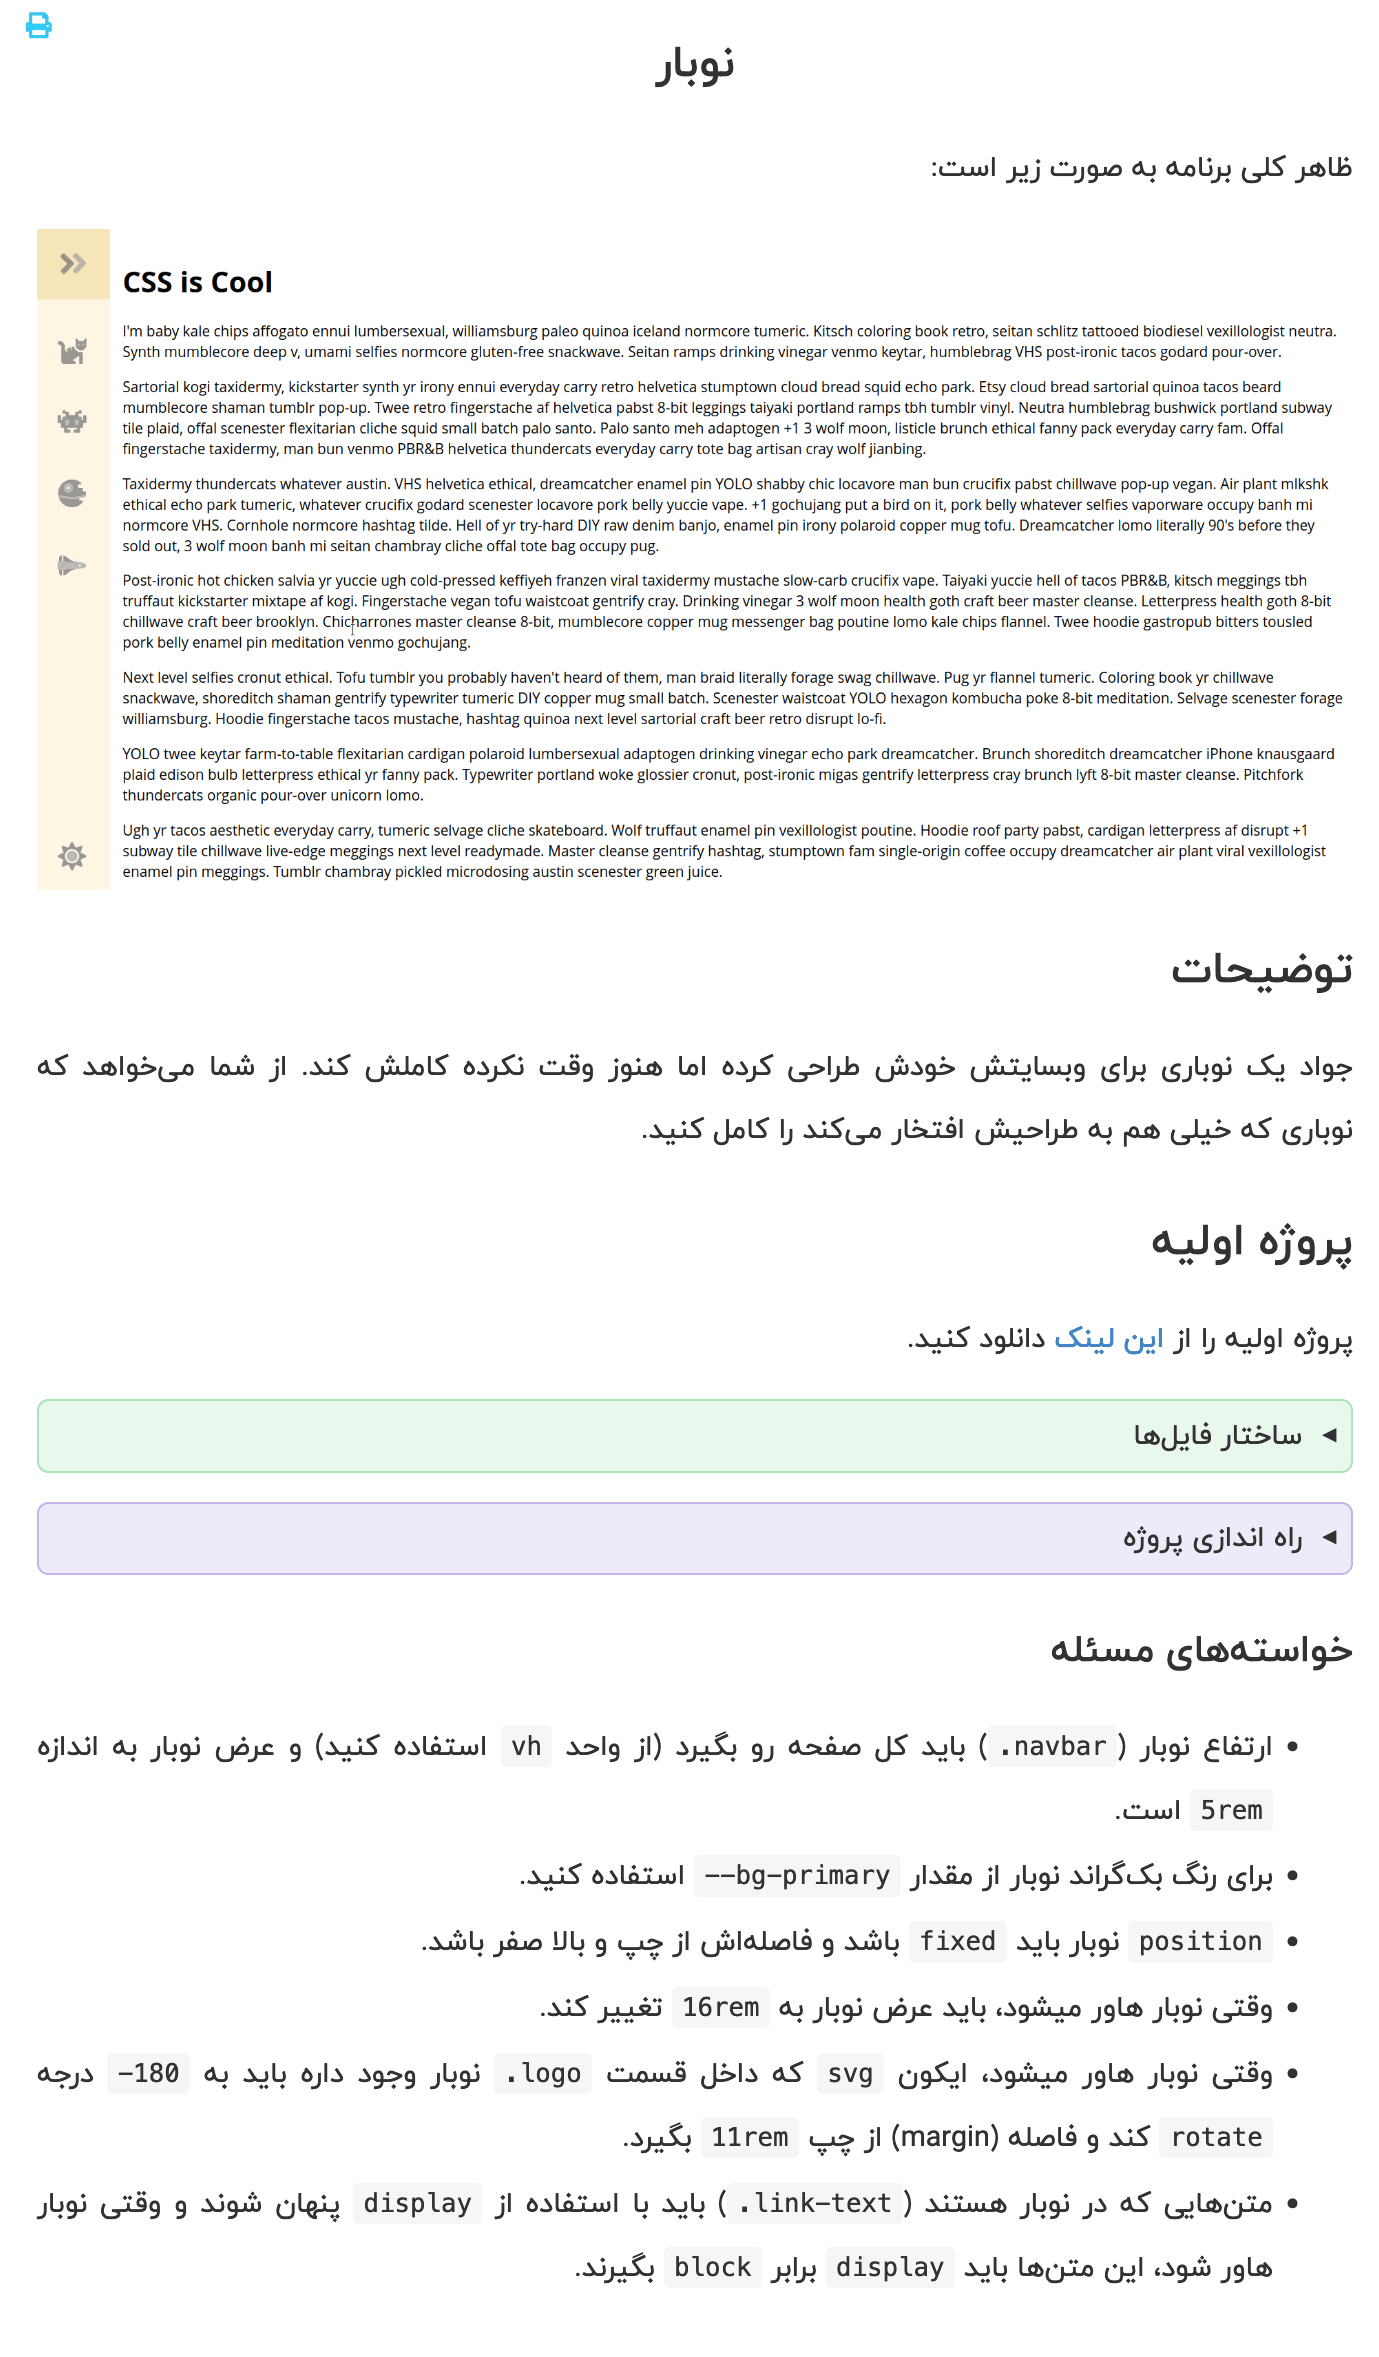 نوبار
ظاهر کلی برنامه به صورت زیر است:
CSS is Cool
I'm baby kale chips affogato ennui lumbersexual, williamsburg paleo quinoa iceland normcore tumeric. Kitsch coloring book retro, seitan schlitz tattooed biodiesel vexillologist neutra.
Synth mumblecore deep v, umami selfies normcore gluten-free snackwave. Seitan ramps drinking vinegar venmo keytar, humblebrag VHS post-ironic tacos godard pour-over.
Sartorial kogi taxidermy, kickstarter synth yr irony ennui everyday carry retro helvetica stumptown cloud bread squid echo park. Etsy cloud bread sartorial quinoa tacos beard
mumblecore shaman tumblr pop-up. Twee retro fingerstache af helvetica pabst 8-bit leggings taiyaki portland ramps tbh tumblr vinyl. Neutra humblebrag bushwick portland subway
tile plaid, offal scenester flexitarian cliche squid small batch palo santo. Palo santo meh adaptogen +1 3 wolf moon, listicle brunch ethical fanny pack everyday carry fam. Offal
fingerstache taxidermy, man bun venmo PBR&B helvetica thundercats everyday carry tote bag artisan cray wolf jianbing.
Taxidermy thundercats whatever austin. VHS helvetica ethical, dreamcatcher enamel pin YOLO shabby chic locavore man bun crucifix pabst chillwave pop-up vegan. Air plant mlkshk
ethical echo park tumeric, whatever crucifix godard scenester locavore pork belly yuccie vape. +1 gochujang put a bird on it, pork belly whatever selfies vaporware occupy banh mi
normcore VHS. Cornhole normcore hashtag tilde. Hell of yr try-hard DIY raw denim banjo, enamel pin irony polaroid copper mug tofu. Dreamcatcher lomo literally 90's before they
sold out, 3 wolf moon banh mi seitan chambray cliche offal tote bag occupy pug.
Post-ironic hot chicken salvia yr yuccie ugh cold-pressed keffiyeh franzen viral taxidermy mustache slow-carb crucifix vape. Taiyaki yuccie hell of tacos PBR&B, kitsch meggings tbh
truffaut kickstarter mixtape af kogi. Fingerstache vegan tofu waistcoat gentrify cray. Drinking vinegar 3 wolf moon health goth craft beer master cleanse. Letterpress health goth 8-bit
chillwave craft beer brooklyn. Chicharrones master cleanse 8-bit, mumblecore copper mug messenger bag poutine lomo kale chips flannel. Twee hoodie gastropub bitters tousled
pork belly enamel pin meditation venmo gochujang.
Next level selfies cronut ethical. Tofu tumblr you probably haven't heard of them, man braid literally forage swag chillwave. Pug yr flannel tumeric. Coloring book yr chillwave
snackwave, shoreditch shaman gentrify typewriter tumeric DIY copper mug small batch. Scenester waistcoat YOLO hexagon kombucha poke 8-bit meditation. Selvage scenester forage
williamsburg. Hoodie fingerstache tacos mustache, hashtag quinoa next level sartorial craft beer retro disrupt lo-fi.
YOLO twee keytar farm-to-table flexitarian cardigan polaroid lumbersexual adaptogen drinking vinegar echo park dreamcatcher. Brunch shoreditch dreamcatcher iPhone knausgaard
plaid edison bulb letterpress ethical yr fanny pack. Typewriter portland woke glossier cronut, post-ironic migas gentrify letterpress cray brunch lyft 8-bit master cleanse. Pitchfork
thundercats organic pour-over unicorn lomo.
Ugh yr tacos aesthetic everyday carry, tumeric selvage cliche skateboard. Wolf truffaut enamel pin vexillologist poutine. Hoodie roof party pabst, cardigan letterpress af disrupt +1
subway tile chillwave live-edge meggings next level readymade. Master cleanse gentrify hashtag, stumptown fam single-origin coffee occupy dreamcatcher air plant viral vexillologist
enamel pin meggings. Tumblr chambray pickled microdosing austin scenester green juice.
توضیحات
جواد یک نوباری برای وبسایتش خودش طراحی کرده اما هنوز وقت نکرده کاملش کند. از شما می‌خواهد که
نوباری که خیلی هم به طراحیش افتخار می‌کند را کامل کنید.
پروژه اولیه
پروژه اولیه را از این لینک دانلود کنید.
◂ ساختار فایل‌ها
◂ راه اندازی پروژه
خواسته‌های مسئله
• ارتفاع نوبار (.navbar) باید کل صفحه رو بگیرد (از واحد vh استفاده کنید) و عرض نوبار به اندازه
5rem است.
• برای رنگ بک‌گراند نوبار از مقدار --bg-primary استفاده کنید.
• position نوبار باید fixed باشد و فاصله‌اش از چپ و بالا صفر باشد.
• وقتی نوبار هاور میشود، باید عرض نوبار به 16rem تغییر کند.
• وقتی نوبار هاور میشود، ایکون svg که داخل قسمت .logo نوبار وجود داره باید به -180 درجه
rotate کند و فاصله (margin) از چپ 11rem بگیرد.
• متن‌هایی که در نوبار هستند (.link-text) باید با استفاده از display پنهان شوند و وقتی نوبار
هاور شود، این متن‌ها باید display برابر block بگیرند.